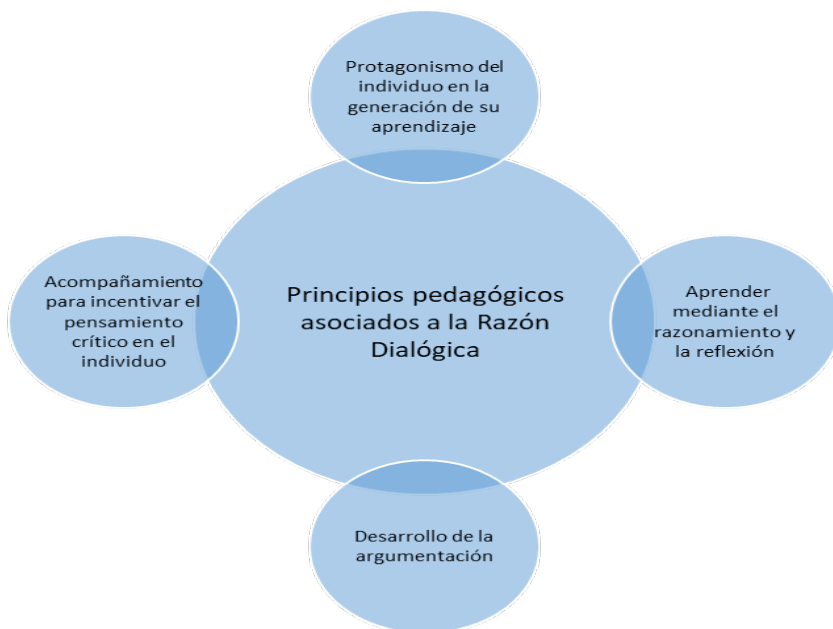 Protagonismo del
individuo en la
generación de su
aprendizaje
Acompañamiento
para incentivar el
pensamiento
crítico en el
individuo
Principios pedagógicos
asociados a la Razón
Dialógica
Aprender
mediante el
razonamiento y
la reflexión
Desarrollo de la
argumentación